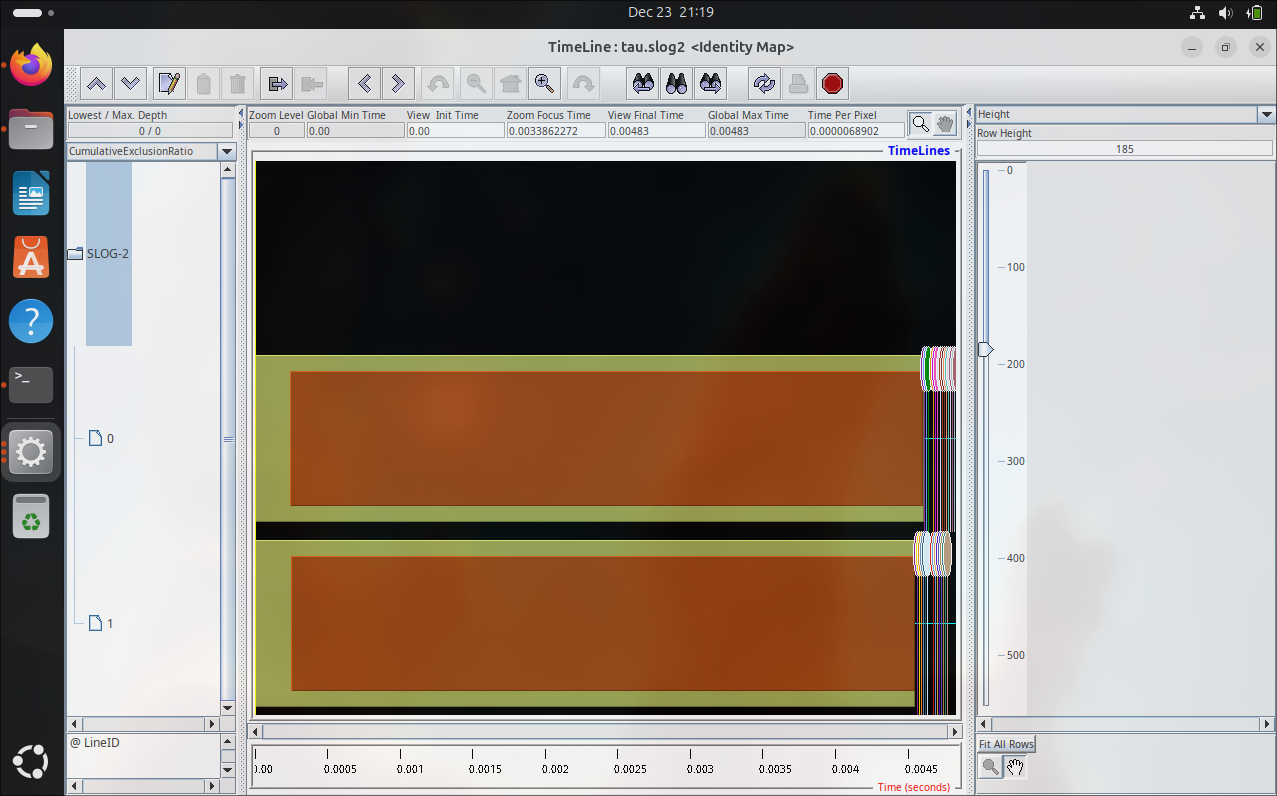 Dec 23 21:19
TimeLine : tau.slog2 <Identity Map>
Lowest / Max. Depth
0 / 0
CumulativeExclusionRatio
Zoom Level Global Min Time View Init Time Zoom Focus Time View Final Time Global Max Time Time Per Pixel
0 0.00 0.00 0.0033862272 0.00483 0.00483 0.0000068902
Height
Row Height
185
TimeLines
SLOG-2
0
1
0
100
200
300
400
500
@ LineID
0.00 0.0005 0.001 0.0015 0.002 0.0025 0.003 0.0035 0.004 0.0045
Time (seconds)
Fit All Rows